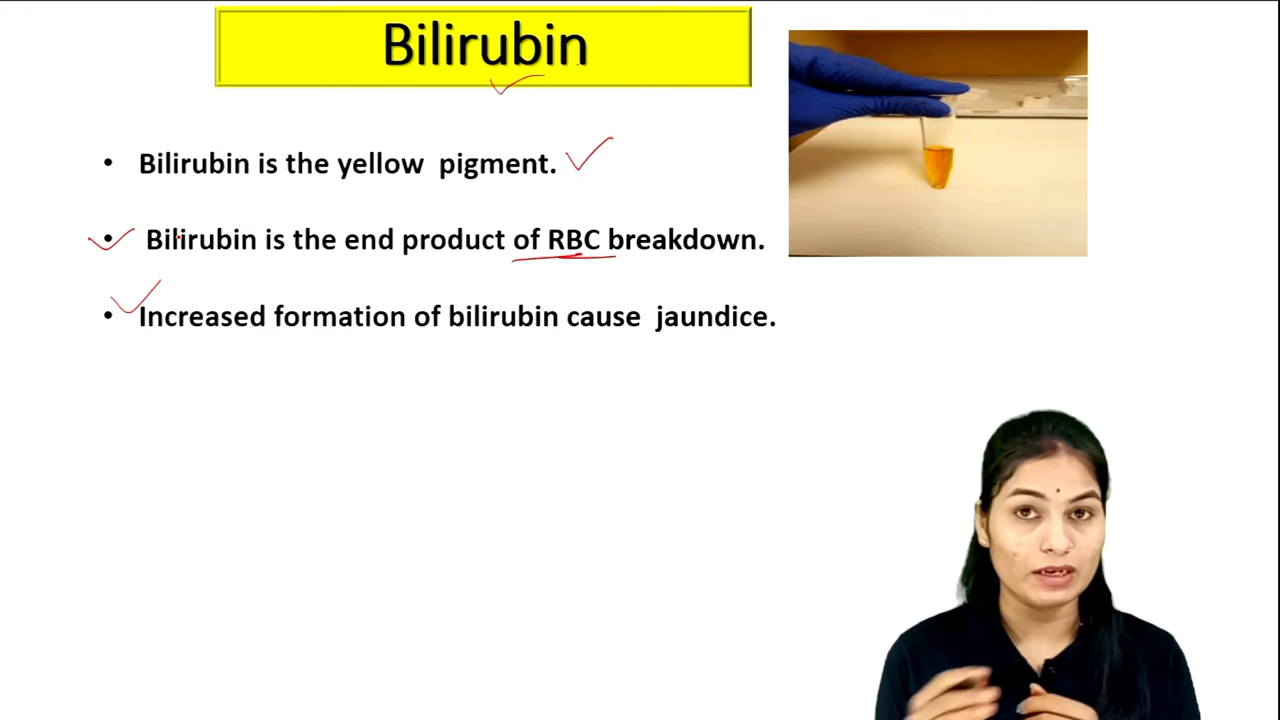 Bilirubin
• Bilirubin is the yellow pigment.
• Bilirubin is the end product of RBC breakdown.
• Increased formation of bilirubin cause jaundice.